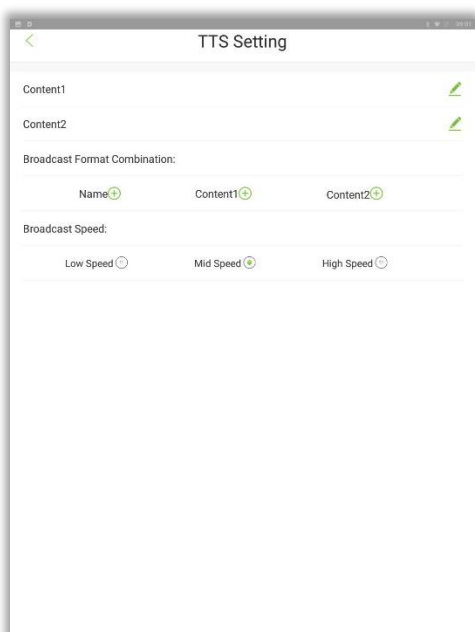 TTS Setting
Content1
Content2
Broadcast Format Combination:
Name Content1 Content2
Broadcast Speed:
Low Speed Mid Speed High Speed